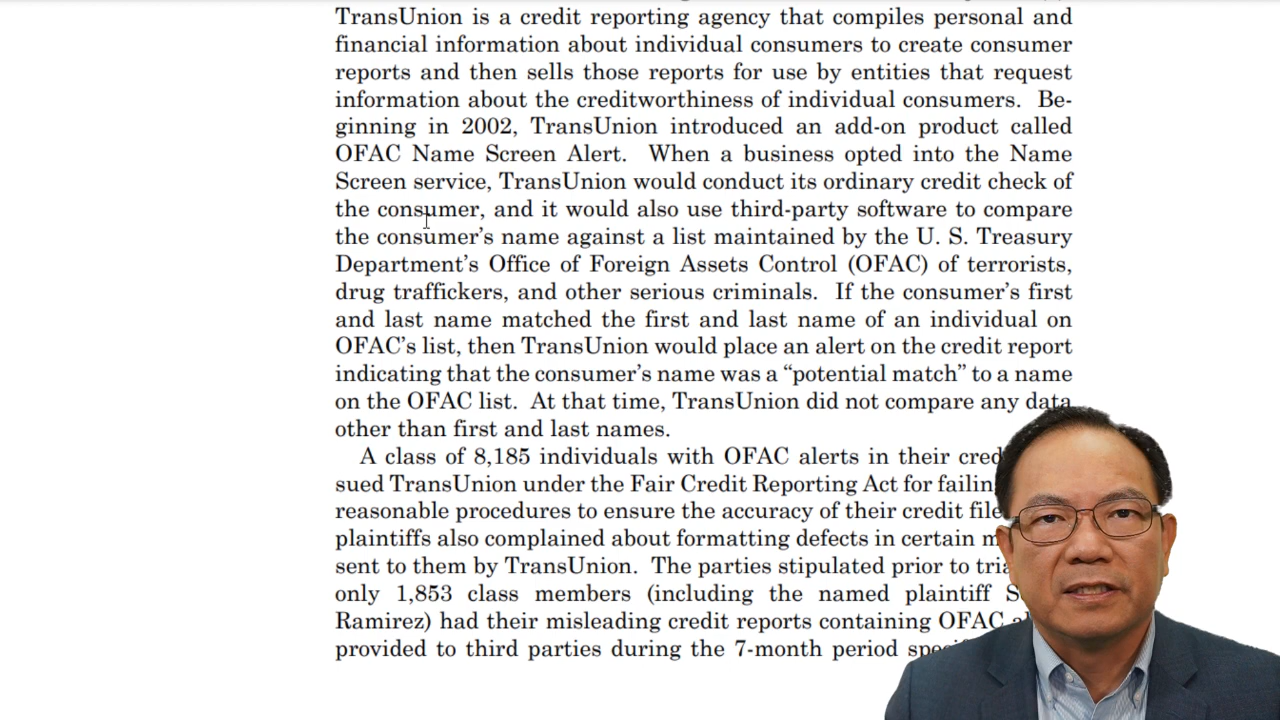 TransUnion is a credit reporting agency that compiles personal and
financial information about individual consumers to create consumer
reports and then sells those reports for use by entities that request
information about the creditworthiness of individual consumers. Be-
ginning in 2002, TransUnion introduced an add-on product called
OFAC Name Screen Alert. When a business opted into the Name
Screen service, TransUnion would conduct its ordinary credit check of
the consumer, and it would also use third-party software to compare
the consumer's name against a list maintained by the U. S. Treasury
Department's Office of Foreign Assets Control (OFAC) of terrorists,
drug traffickers, and other serious criminals. If the consumer's first
and last name matched the first and last name of an individual on
OFAC's list, then TransUnion would place an alert on the credit report
indicating that the consumer's name was a “potential match” to a name
on the OFAC list. At that time, TransUnion did not compare any data
other than first and last names.
A class of 8,185 individuals with OFAC alerts in their
sued TransUnion under the Fair Credit Reporting Act for
reasonable procedures to ensure the accuracy of their credit
plaintiffs also complained about formatting defects in certain
sent to them by TransUnion. The parties stipulated prior to
only 1,853 class members (including the named plaintiff
Ramirez) had their misleading credit reports containing OFAC
provided to third parties during the 7-month period